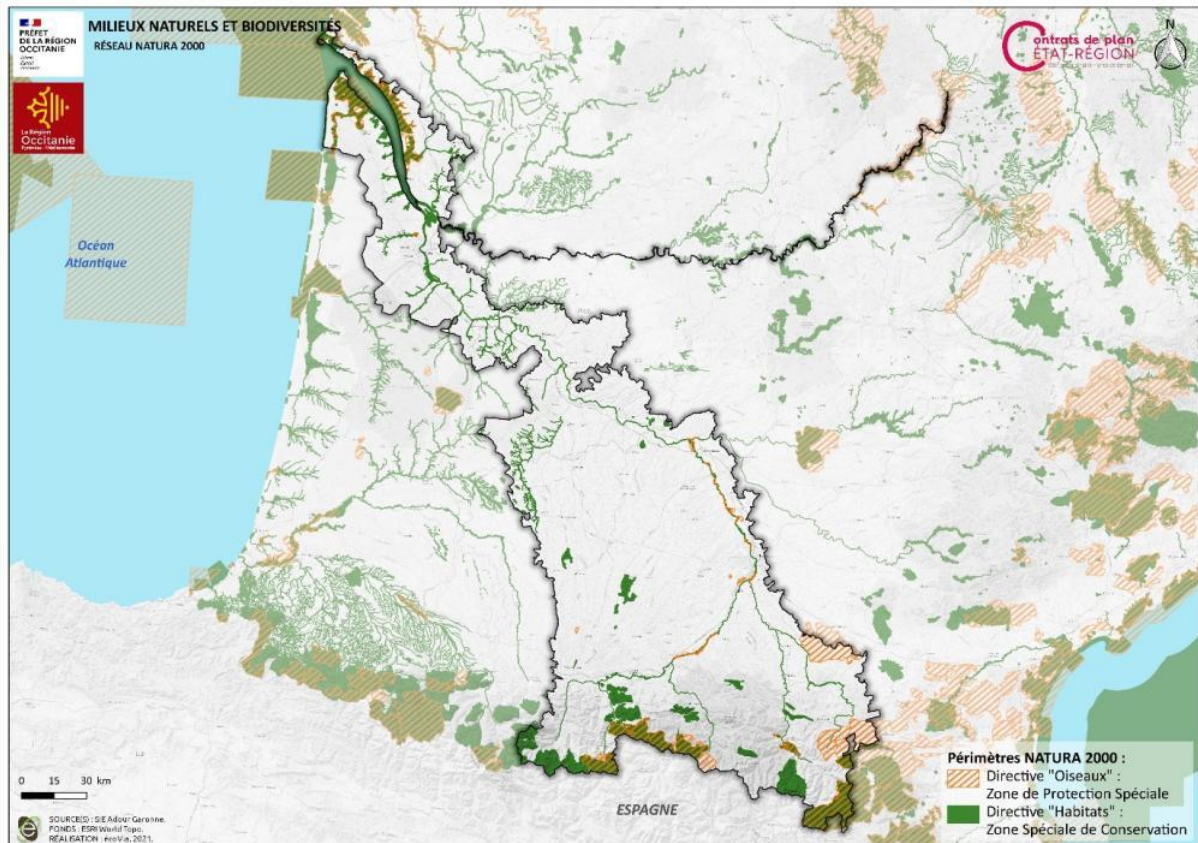 PRÉFET
DE LA RÉGION
OCCITANIE
La Région
Occitanie
Pyrénées - Méditerranée
MILIEUX NATURELS ET BIODIVERSITÉS
RÉSEAU NATURA 2000
Contrats de plan
ÉTAT-RÉGION
N
Océan
Atlantique
ESPAGNE
0 15 30 km
SOURCE(S) : SIE Adour Garonne.
FONDS : ESRI World Topo.
RÉALISATION : écoVia, 2021.
Périmètres NATURA 2000 :
Directive "Oiseaux" :
Zone de Protection Spéciale
Directive "Habitats" :
Zone Spéciale de Conservation